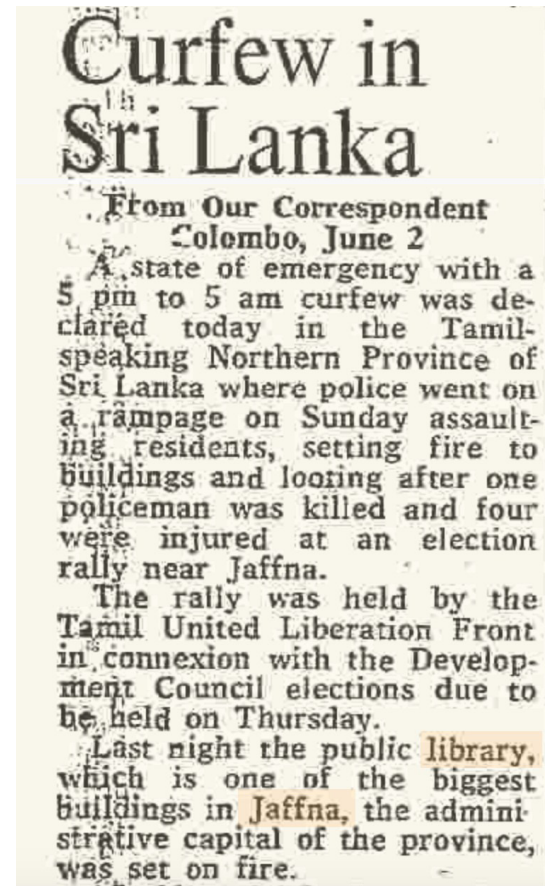 Curfew in
Sri Lanka
From Our Correspondent
Colombo, June 2
A state of emergency with a
5 pm to 5 am curfew was de-
clared today in the Tamil-
speaking Northern Province of
Sri Lanka where police went on
a rampage on Sunday assault-
ing residents, setting fire to
buildings and looting after one
policeman was killed and four
were injured at an election
rally near Jaffna.
The rally was held by the
Tamil United Liberation Front
in connexion with the Develop-
ment Council elections due to
be held on Thursday.
Last night the public library,
which is one of the biggest
buildings in Jaffna, the admini-
strative capital of the province,
was set on fire.